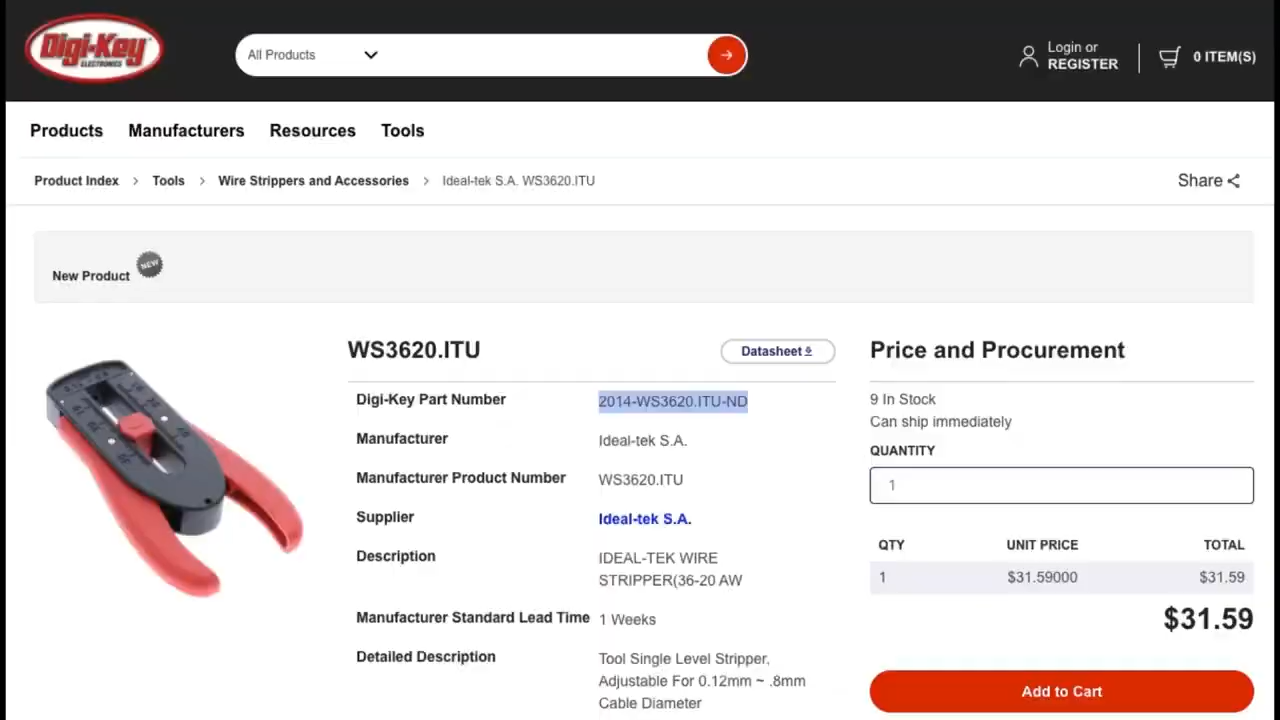 Digi-Key
ELECTRONICS
All Products
Login or
REGISTER
0 ITEM(S)
Products Manufacturers Resources Tools
Product Index > Tools > Wire Strippers and Accessories > Ideal-tek S.A. WS3620.ITU
Share
New Product
NEW
WS3620.ITU
Datasheet
Digi-Key Part Number 2014-WS3620.ITU-ND
Manufacturer Ideal-tek S.A.
Manufacturer Product Number WS3620.ITU
Supplier Ideal-tek S.A.
Description IDEAL-TEK WIRE
STRIPPER(36-20 AW
Manufacturer Standard Lead Time 1 Weeks
Detailed Description Tool Single Level Stripper,
Adjustable For 0.12mm ~ .8mm
Cable Diameter
Price and Procurement
9 In Stock
Can ship immediately
QUANTITY
1
QTY UNIT PRICE TOTAL
1 $31.59000 $31.59
$31.59
Add to Cart